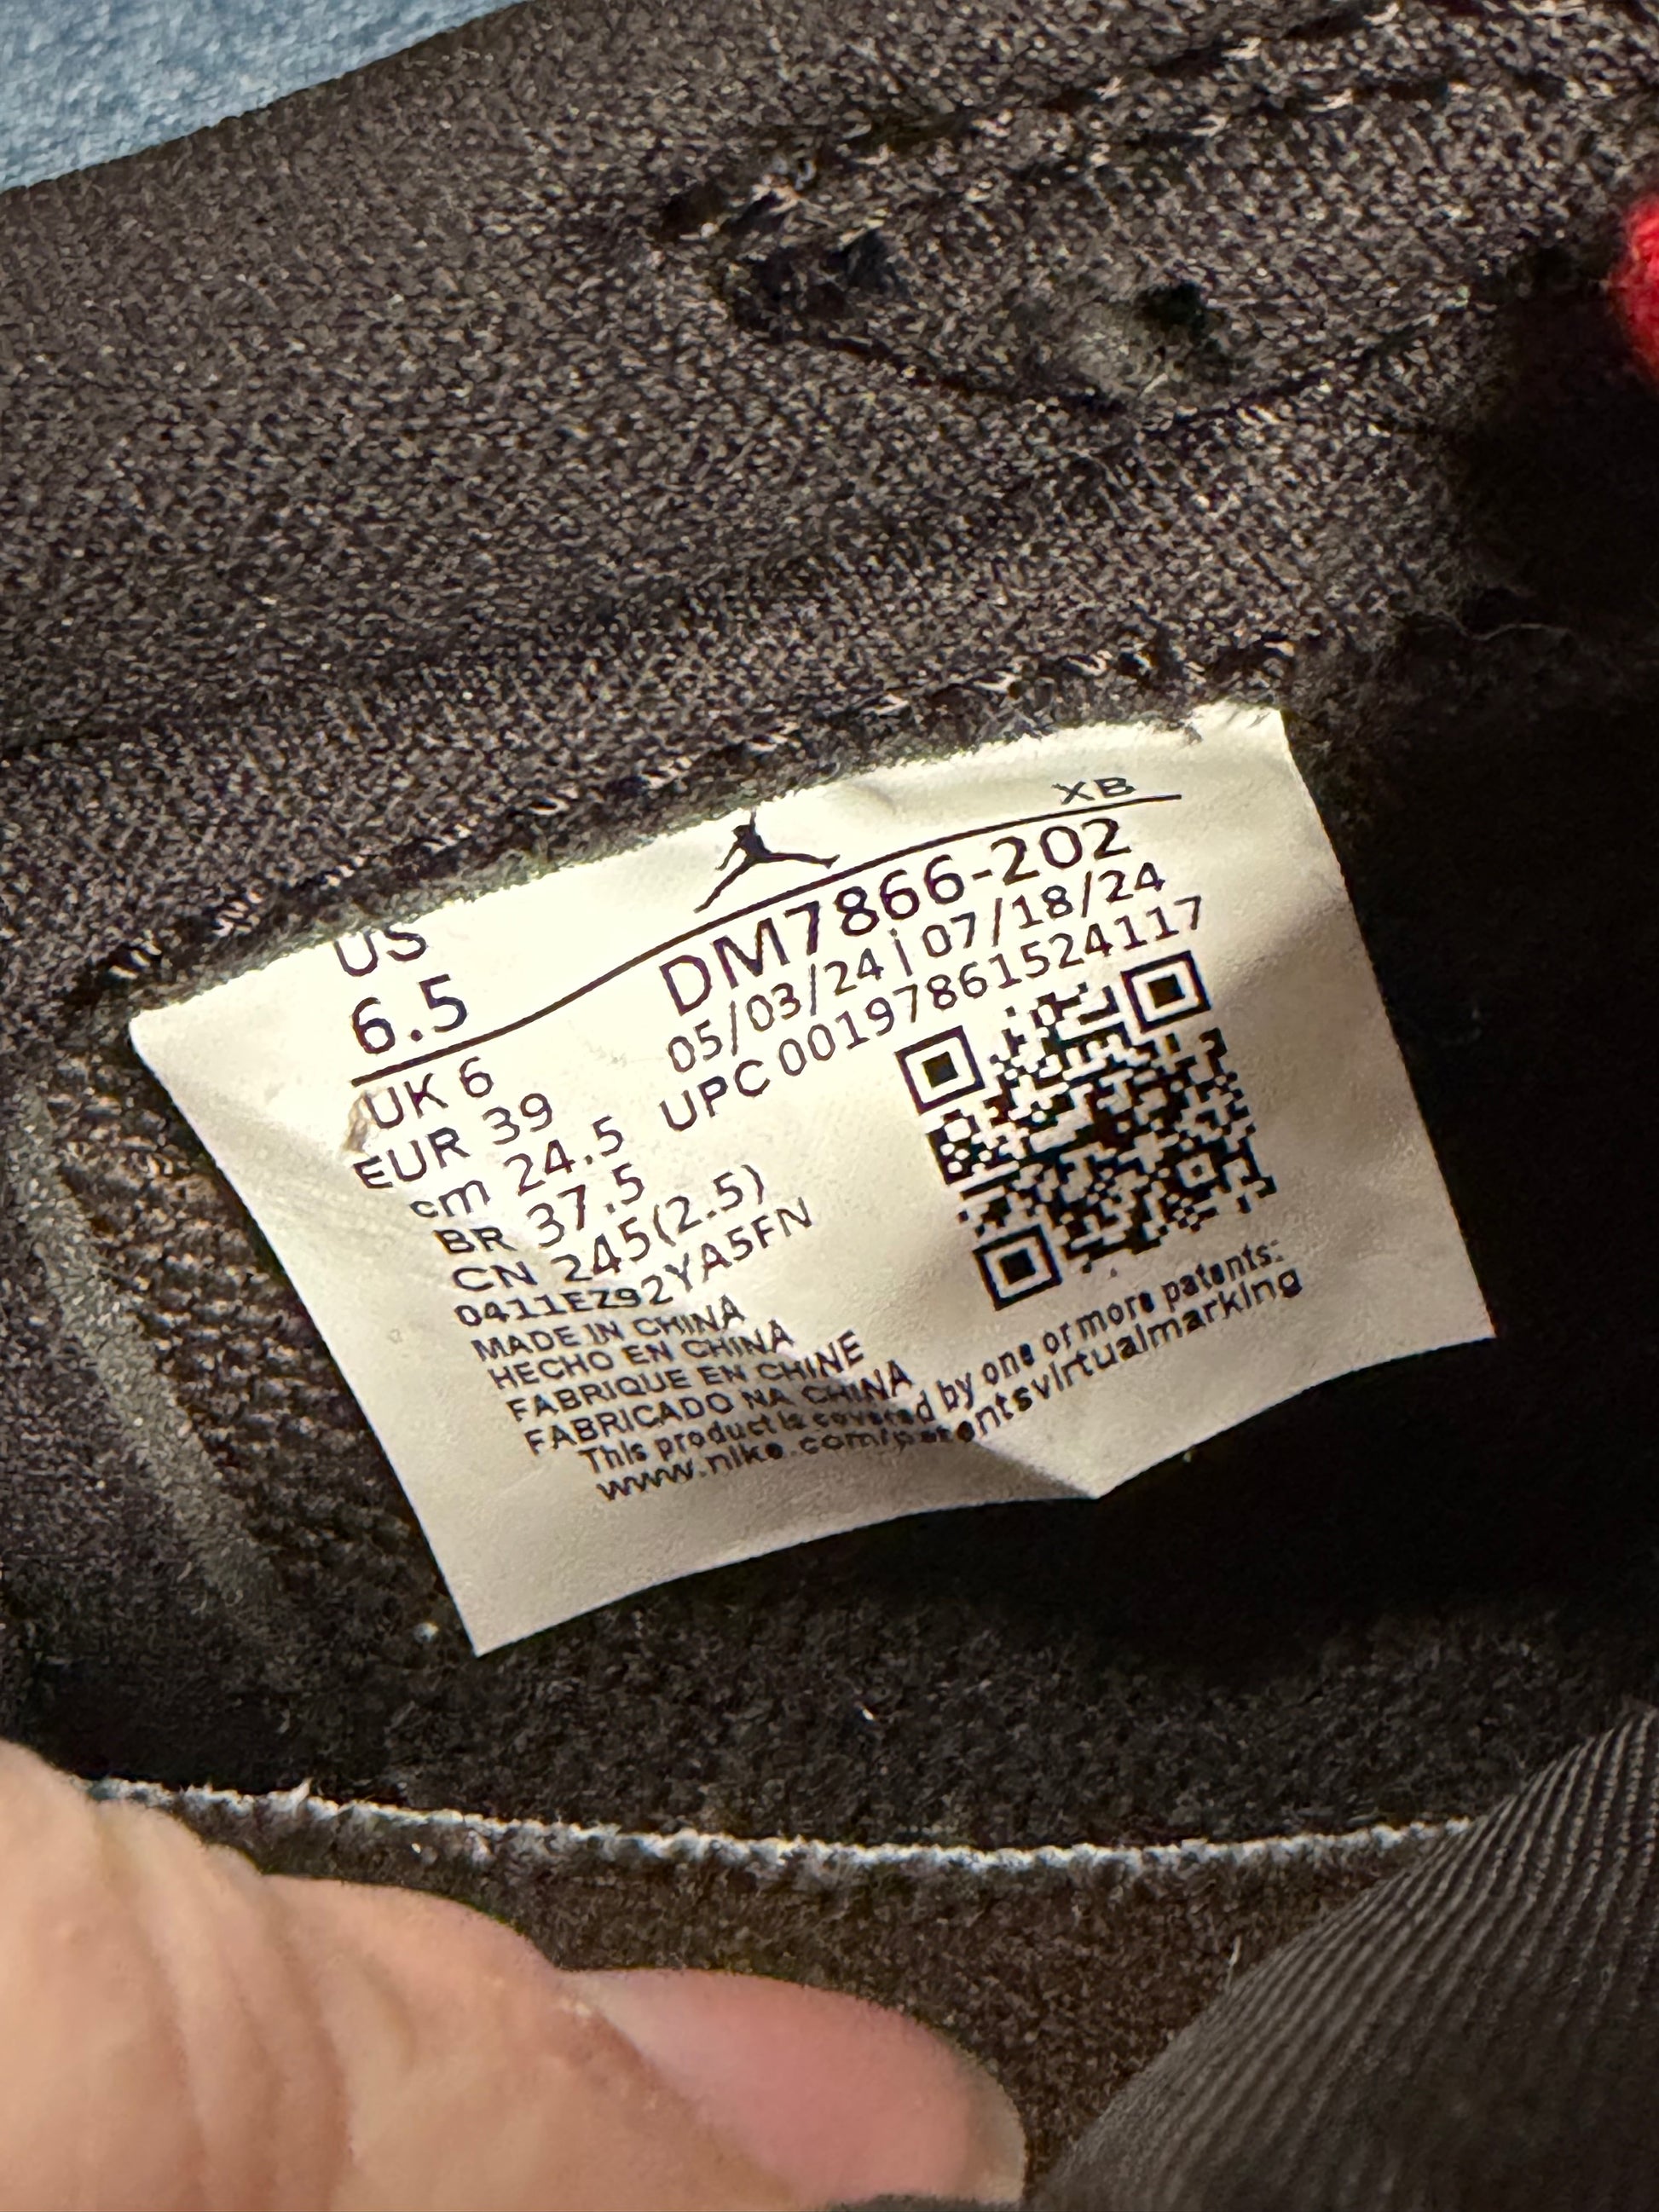 XB
US
6.5
DM7866-202
05/03/24 | 07/18/24
UPC 00197861524117
UK 6
EUR 39
cm 24.5
BR 37.5
CN 245(2.5)
0411EZ92YA5FN
MADE IN CHINA
HECHO EN CHINA
FABRIQUE EN CHINE
FABRICADO NA CHINA
This product is covered by one or more patents:
www.nike.com/patentsvirtualmarking